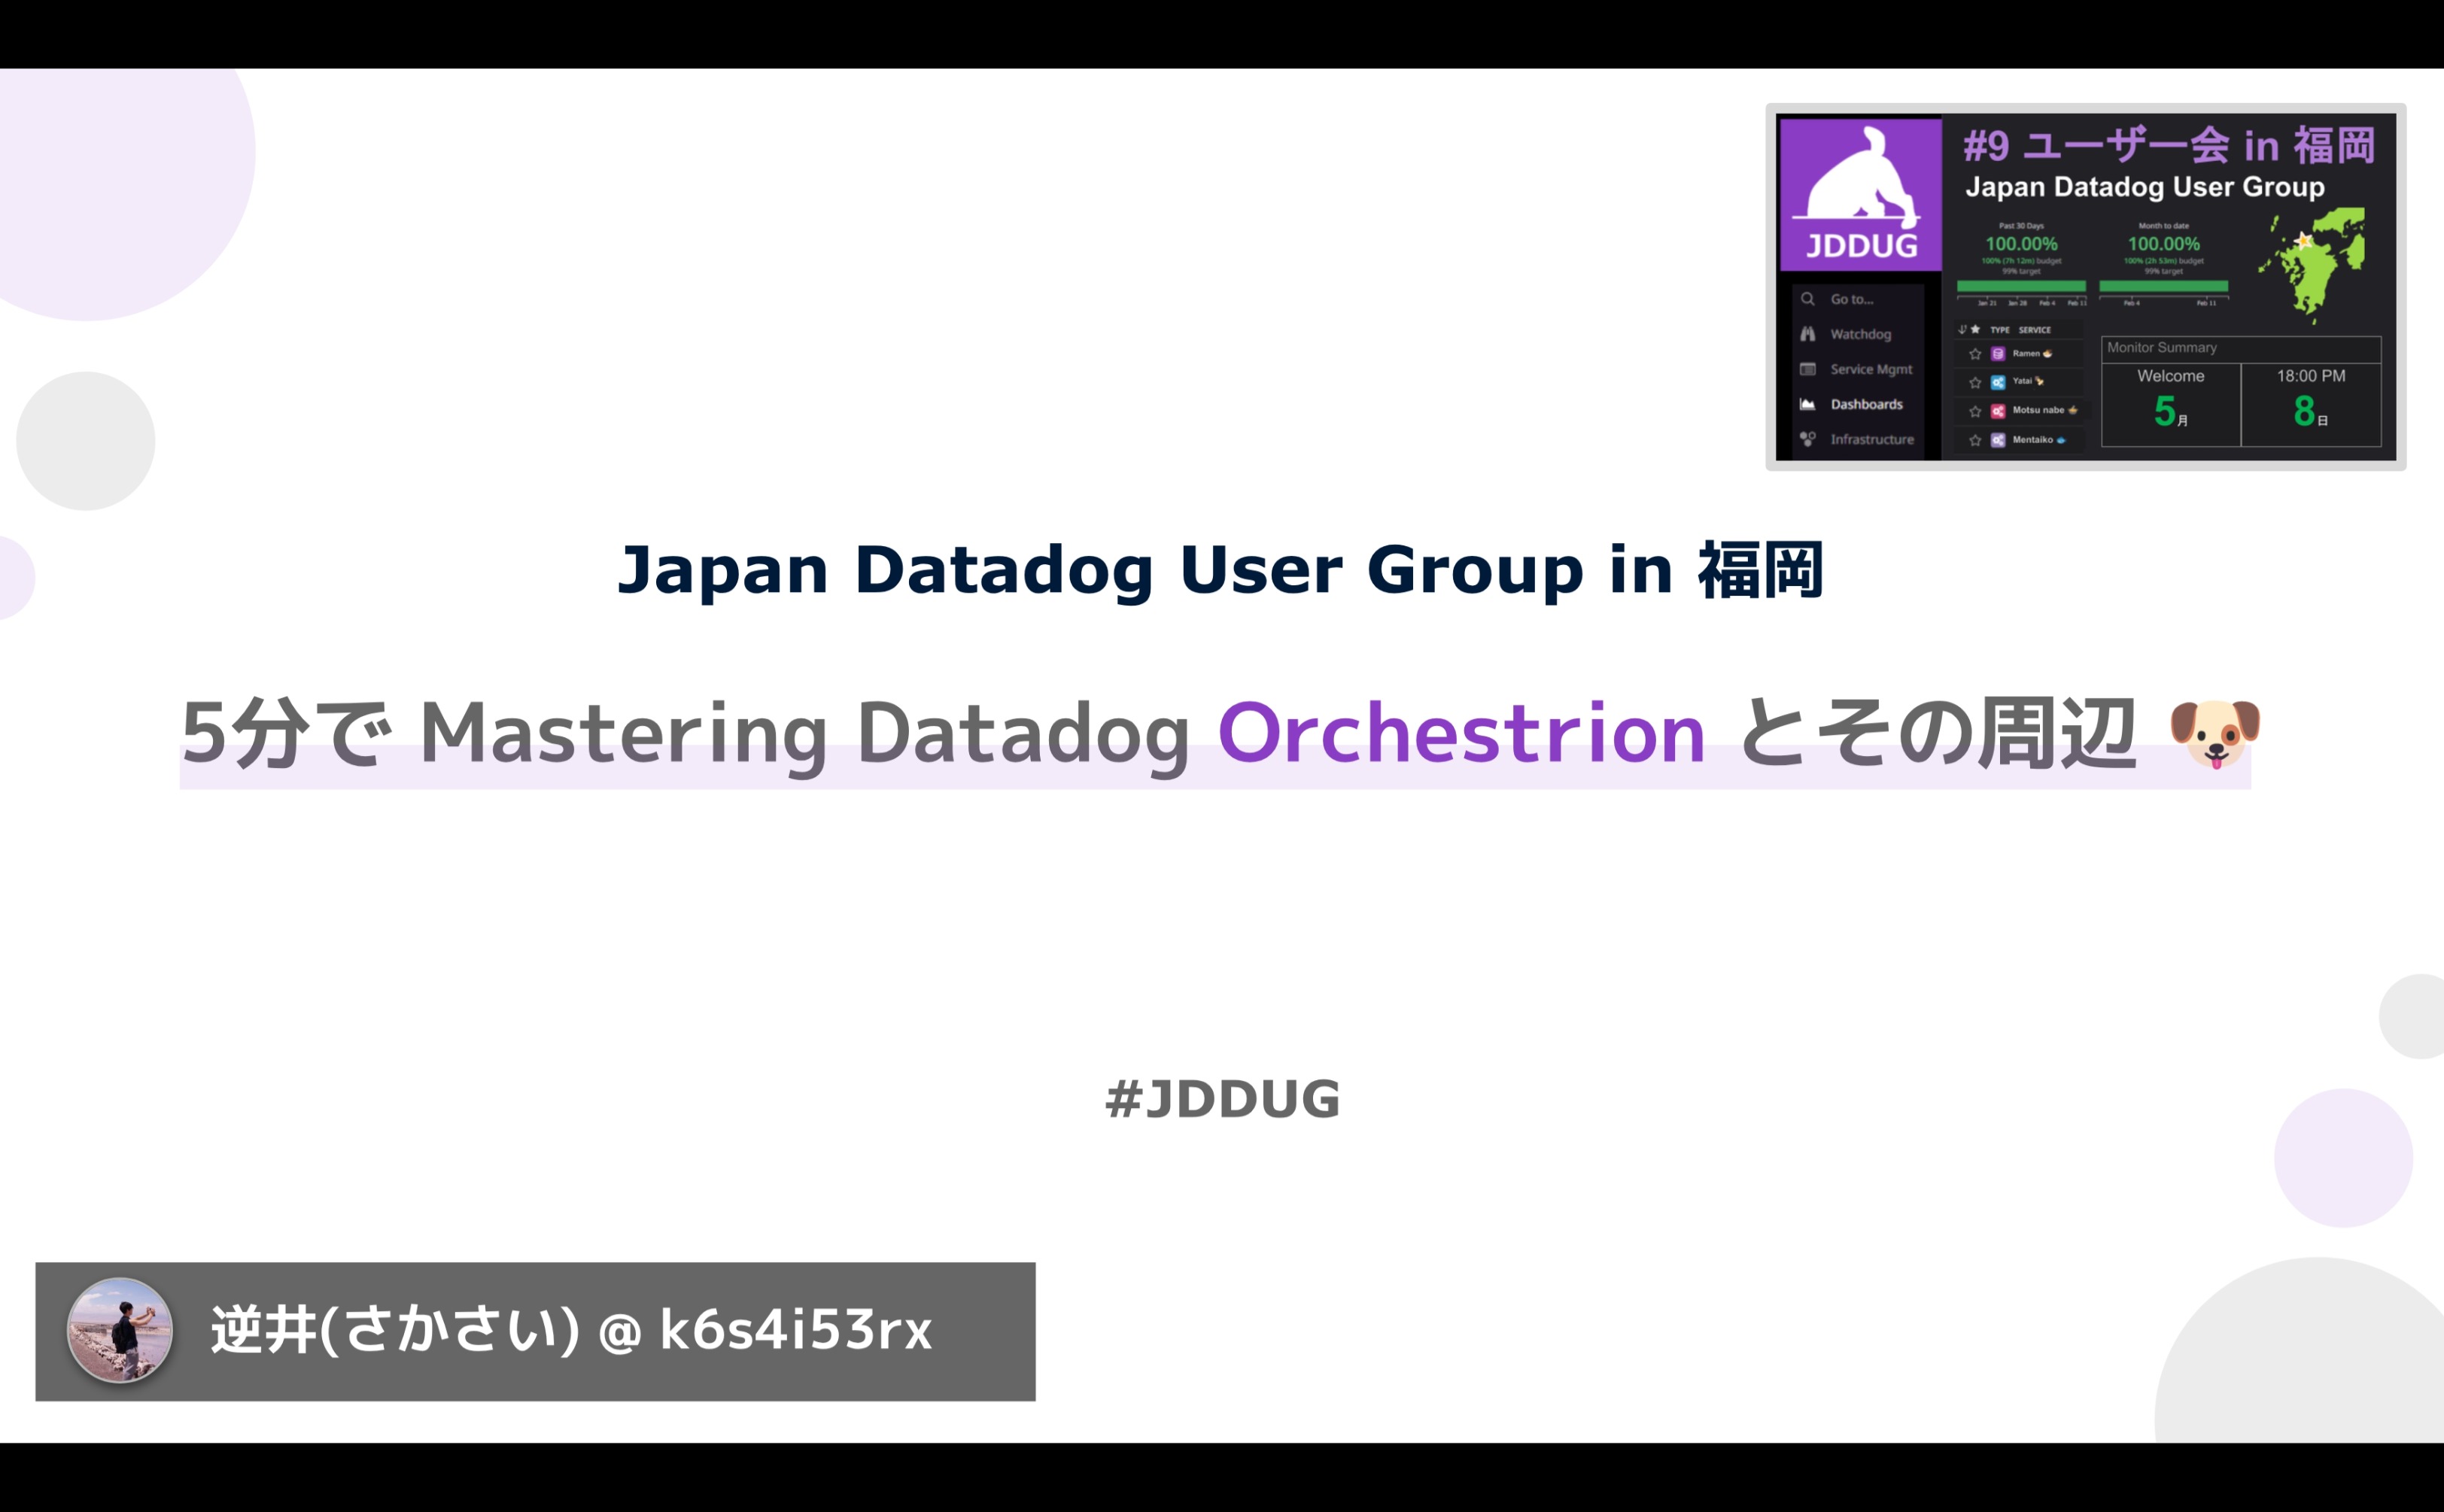 #9 ユーザー会 in 福岡
Japan Datadog User Group
JDDUG
Past 30 Days
100.00%
100% (7h 12m) budget
99% target
Jan 21 Jan 28 Feb 4 Feb 11
Month to date
100.00%
100% (2h 53m) budget
99% target
Feb 4 Feb 11
Go to...
Watchdog
Service Mgmt
Dashboards
Infrastructure
TYPE SERVICE
Ramen
Yatai
Motsu nabe
Mentaiko
Monitor Summary
Welcome
5月
18:00 PM
8日
Japan Datadog User Group in 福岡
5分で Mastering Datadog Orchestrion とその周辺 🐶
#JDDUG
逆井(さかさい) @ k6s4i53rx